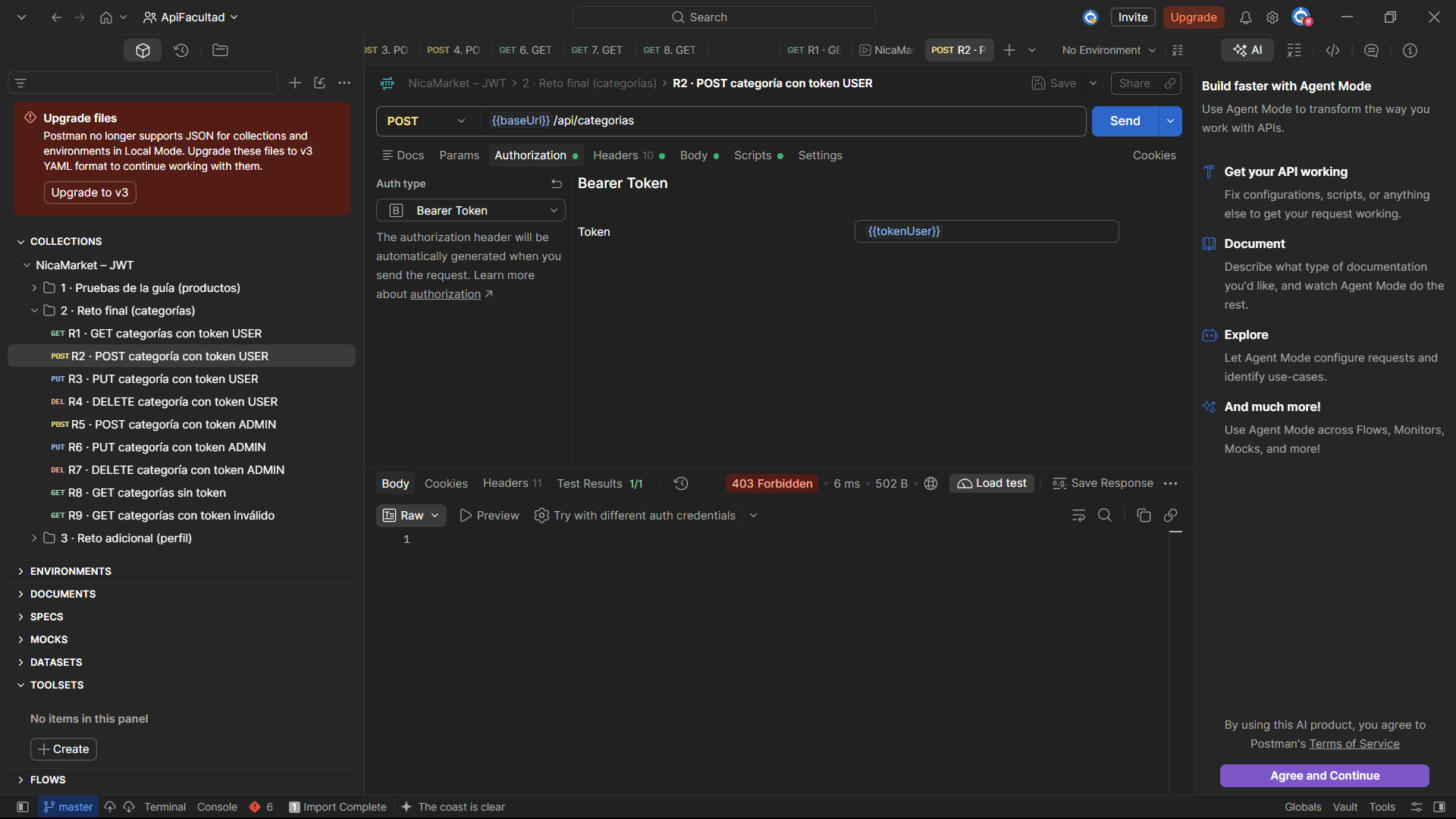 ApiFacultad
Search
Invite
Upgrade
POST 4. PO
GET 6. GET
GET 7. GET
GET 8. GET
GET R1 · GE
NicaMar
POST R2 · P
No Environment
AI
Upgrade files
Postman no longer supports JSON for collections and
environments in Local Mode. Upgrade these files to v3
YAML format to continue working with them.
Upgrade to v3
COLLECTIONS
NicaMarket – JWT
1 · Pruebas de la guía (productos)
2 · Reto final (categorías)
GET R1 · GET categorías con token USER
POST R2 · POST categoría con token USER
PUT R3 · PUT categoría con token USER
DEL R4 · DELETE categoría con token USER
POST R5 · POST categoría con token ADMIN
PUT R6 · PUT categoría con token ADMIN
DEL R7 · DELETE categoría con token ADMIN
GET R8 · GET categorías sin token
GET R9 · GET categorías con token inválido
3 · Reto adicional (perfil)
ENVIRONMENTS
DOCUMENTS
SPECS
MOCKS
DATASETS
TOOLSETS
No items in this panel
Create
FLOWS
NicaMarket – JWT > 2 · Reto final (categorías) > R2 · POST categoría con token USER
Save
Share
POST
{{baseUrl}} /api/categorias
Send
Docs
Params
Authorization
Headers 10
Body
Scripts
Settings
Cookies
Auth type
Bearer Token
The authorization header will be
automatically generated when you
send the request. Learn more
about authorization
Bearer Token
Token
{{tokenUser}}
Body
Cookies
Headers 11
Test Results 1/1
403 Forbidden
6 ms
502 B
Load test
Save Response
Raw
Preview
Try with different auth credentials
1
Build faster with Agent Mode
Use Agent Mode to transform the way you
work with APIs.
Get your API working
Fix configurations, scripts, or anything
else to get your request working.
Document
Describe what type of documentation
you'd like, and watch Agent Mode do the
rest.
Explore
Let Agent Mode configure requests and
identify use-cases.
And much more!
Use Agent Mode across Flows, Monitors,
Mocks, and more!
By using this AI product, you agree to
Postman's Terms of Service
Agree and Continue
master
Terminal
Console
6
1 Import Complete
The coast is clear
Globals
Vault
Tools